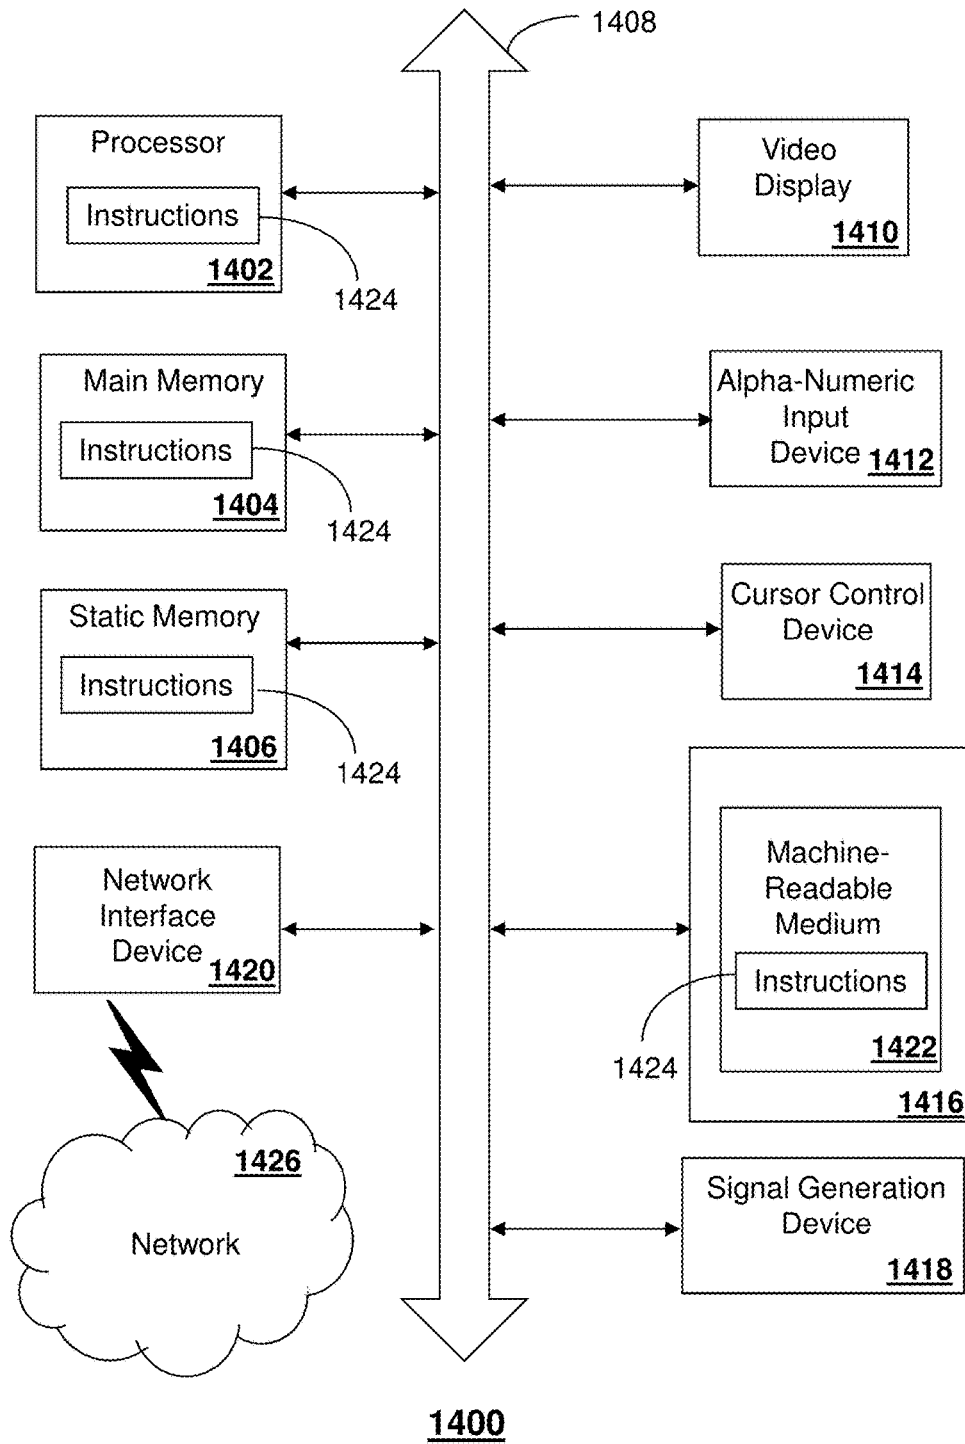 1408
Processor
Instructions
1402
1424
Video
Display
1410
Main Memory
Instructions
1404
1424
Alpha-Numeric
Input
Device
1412
Static Memory
Instructions
1406
1424
Cursor Control
Device
1414
Network
Interface
Device
1420
Machine-
Readable
Medium
Instructions
1424
1422
1416
1426
Network
Signal Generation
Device
1418
1400